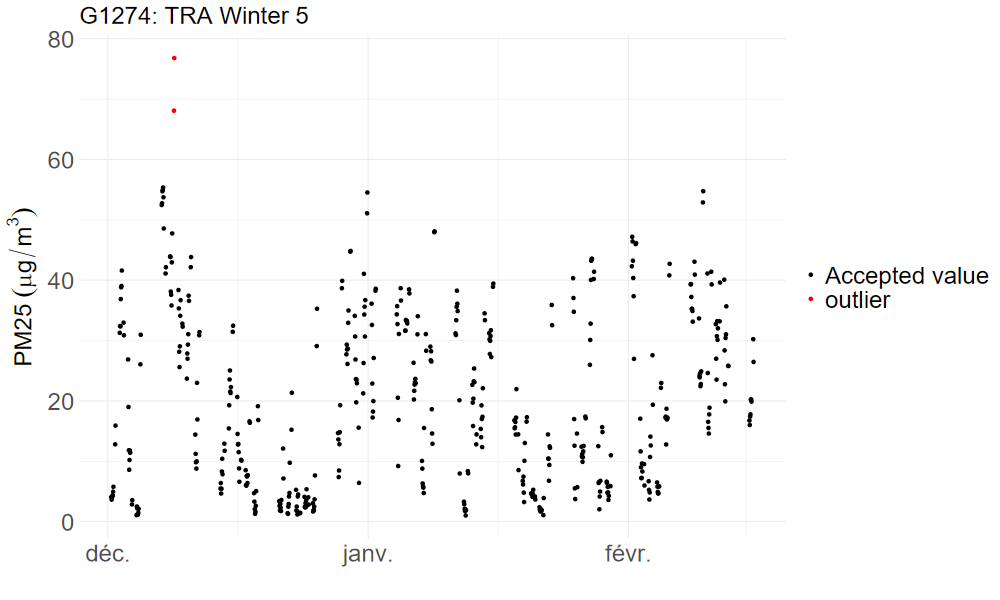 G1274: TRA Winter 5
80
60
40
20
0
PM25 (μg/m³)
déc.
janv.
févr.
Accepted value
outlier